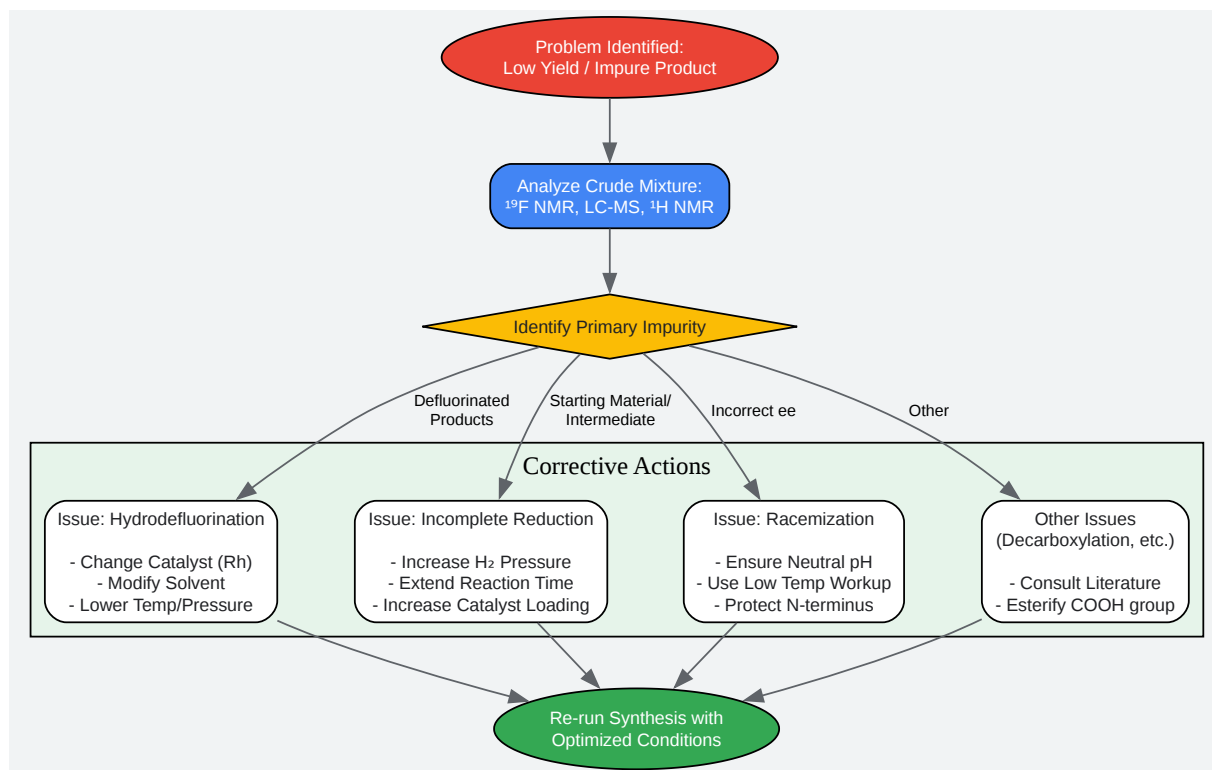 Problem Identified:
Low Yield / Impure Product
Analyze Crude Mixture:
¹⁹F NMR, LC-MS, ¹H NMR
Identify Primary Impurity
Defluorinated
Products
Starting Material/
Intermediate
Incorrect ee
Other
Corrective Actions
Issue: Hydrodefluorination
- Change Catalyst (Rh)
- Modify Solvent
- Lower Temp/Pressure
Issue: Incomplete Reduction
- Increase H₂ Pressure
- Extend Reaction Time
- Increase Catalyst Loading
Issue: Racemization
- Ensure Neutral pH
- Use Low Temp Workup
- Protect N-terminus
Other Issues
(Decarboxylation, etc.)
- Consult Literature
- Esterify COOH group
Re-run Synthesis with
Optimized Conditions